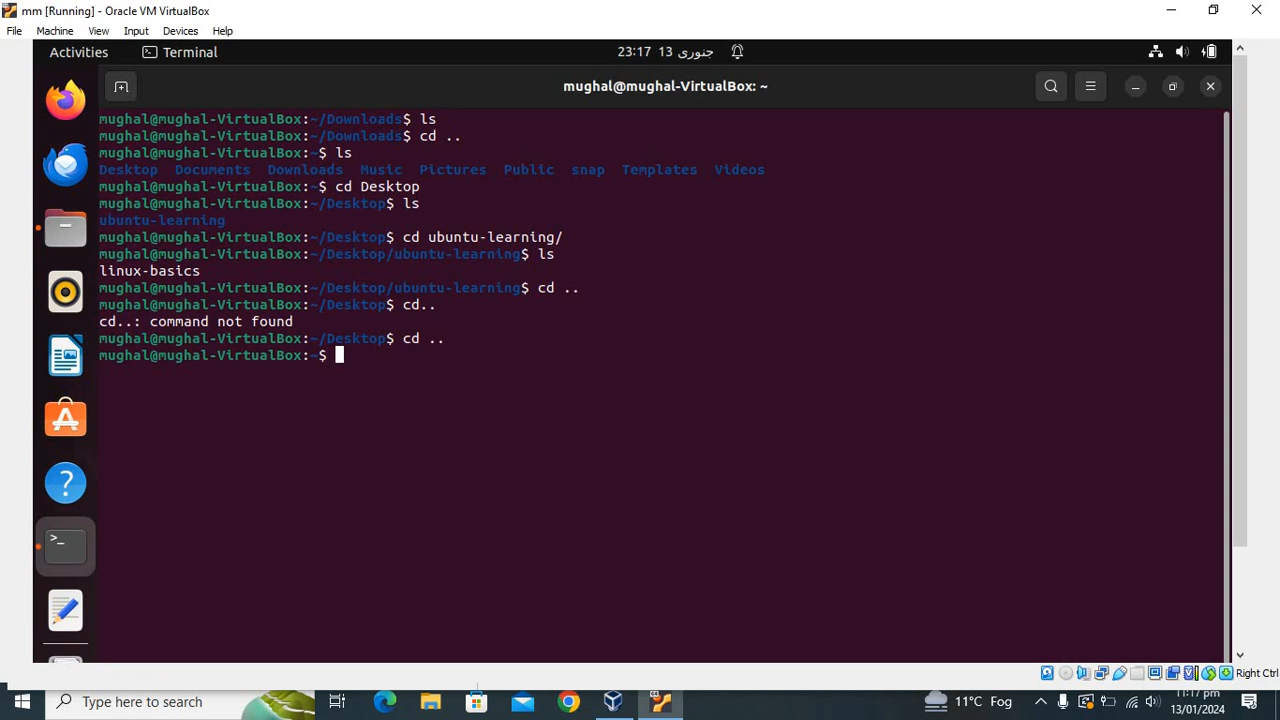 mm [Running] - Oracle VM VirtualBox
File Machine View Input Devices Help
Activities Terminal 23:17 13 جنوری
mughal@mughal-VirtualBox: ~
mughal@mughal-VirtualBox:~/Downloads$ ls
mughal@mughal-VirtualBox:~/Downloads$ cd ..
mughal@mughal-VirtualBox:~$ ls
Desktop Documents Downloads Music Pictures Public snap Templates Videos
mughal@mughal-VirtualBox:~$ cd Desktop
mughal@mughal-VirtualBox:~/Desktop$ ls
ubuntu-learning
mughal@mughal-VirtualBox:~/Desktop$ cd ubuntu-learning/
mughal@mughal-VirtualBox:~/Desktop/ubuntu-learning$ ls
linux-basics
mughal@mughal-VirtualBox:~/Desktop/ubuntu-learning$ cd ..
mughal@mughal-VirtualBox:~/Desktop$ cd..
cd..: command not found
mughal@mughal-VirtualBox:~/Desktop$ cd ..
mughal@mughal-VirtualBox:~$
Right Ctrl
Type here to search 11°C Fog 11:17 pm
13/01/2024